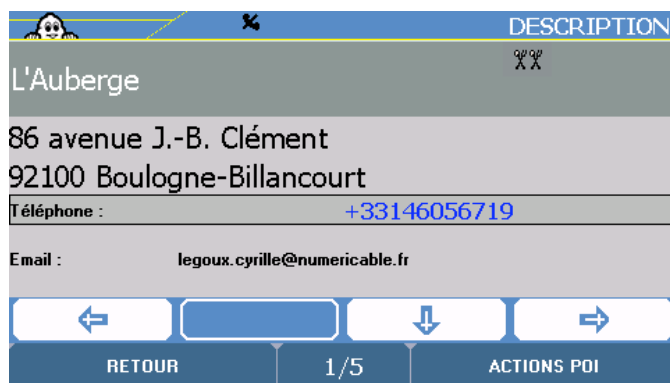 DESCRIPTION
L'Auberge
86 avenue J.-B. Clément
92100 Boulogne-Billancourt
Téléphone : +33146056719
Email : legoux.cyrille@numericable.fr
RETOUR 1/5 ACTIONS POI